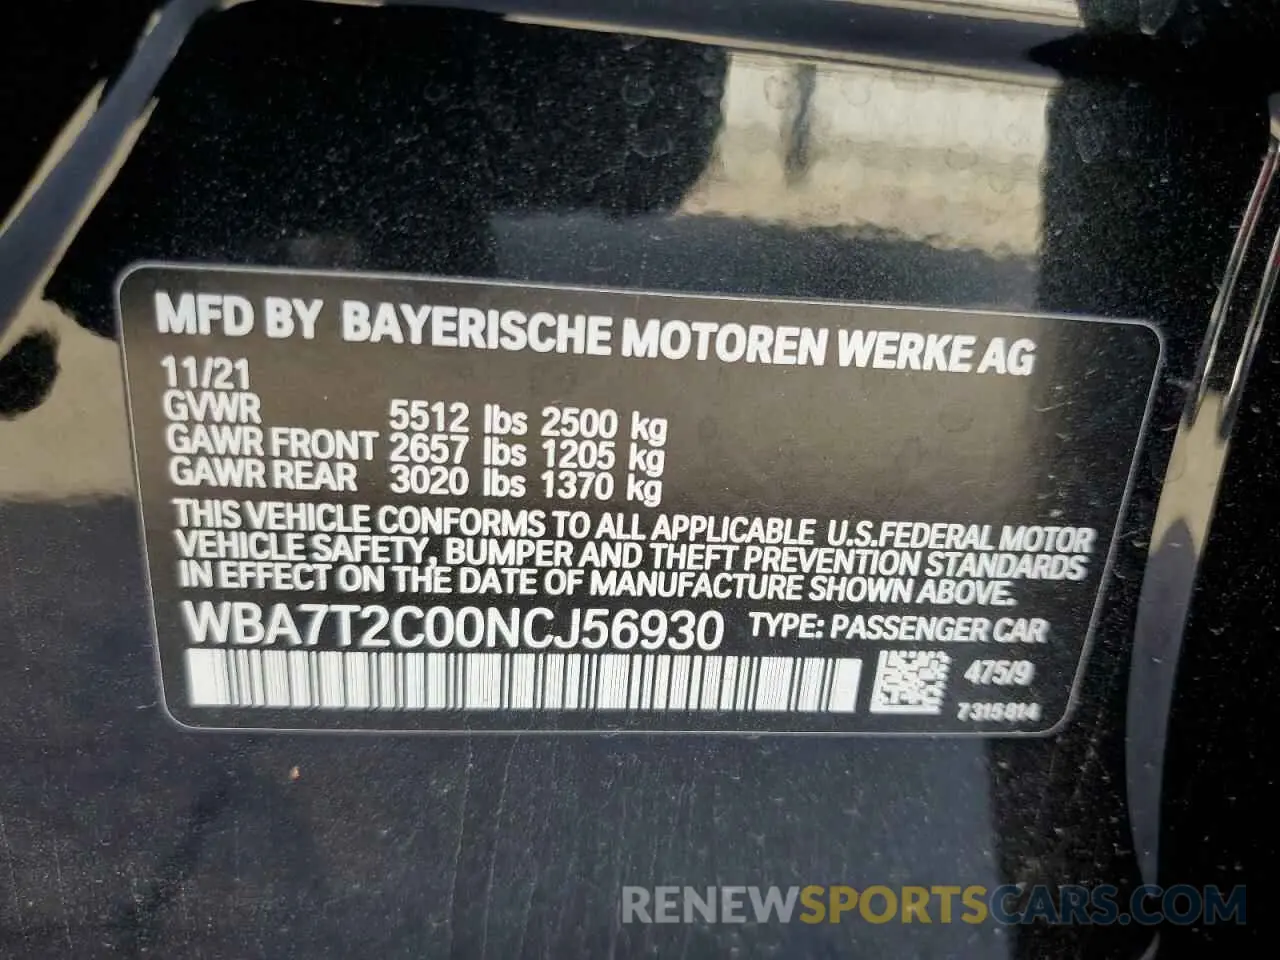 MFD BY BAYERISCHE MOTOREN WERKE AG
11/21
GVWR 5512 lbs 2500 kg
GAWR FRONT 2657 lbs 1205 kg
GAWR REAR 3020 lbs 1370 kg
THIS VEHICLE CONFORMS TO ALL APPLICABLE U.S.FEDERAL MOTOR
VEHICLE SAFETY, BUMPER AND THEFT PREVENTION STANDARDS
IN EFFECT ON THE DATE OF MANUFACTURE SHOWN ABOVE.
WBA7T2C00NCJ56930 TYPE: PASSENGER CAR
475/9
7315814
RENEWSPORTSCARS.COM